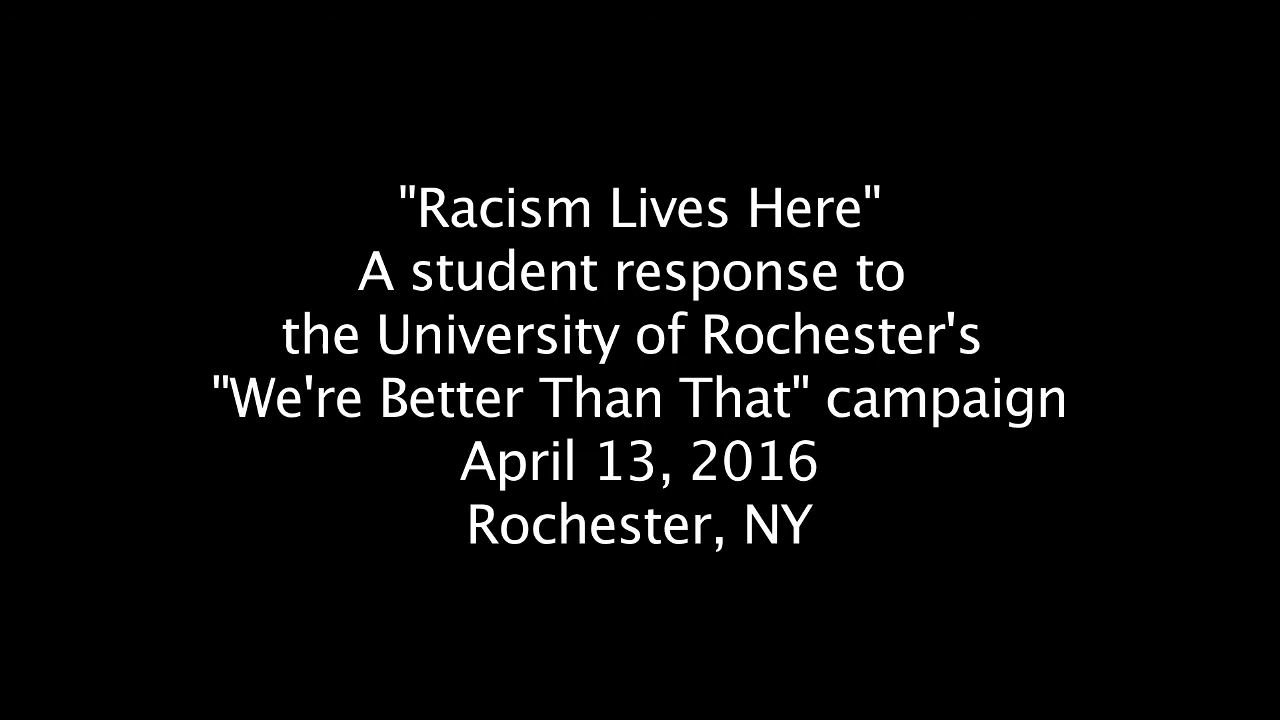 "Racism Lives Here"
A student response to
the University of Rochester's
"We're Better Than That" campaign
April 13, 2016
Rochester, NY